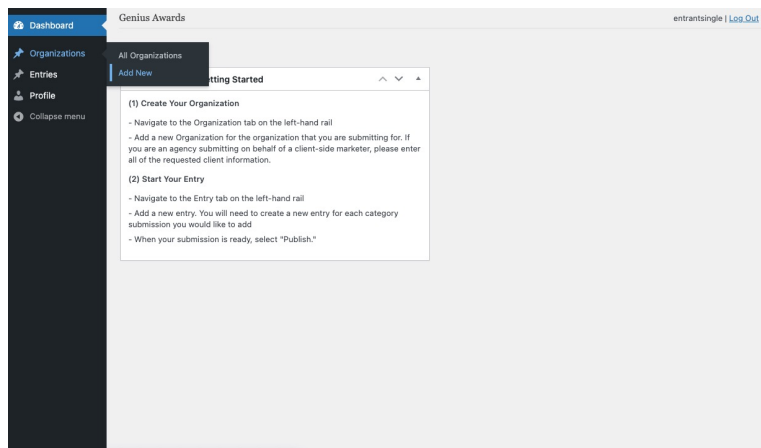 Genius Awards
entrantsingle | Log Out
Dashboard
Organizations
Entries
Profile
Collapse menu
All Organizations
Add New
Started
(1) Create Your Organization
- Navigate to the Organization tab on the left-hand rail
- Add a new Organization for the organization that you are submitting for. If
you are an agency submitting on behalf of a client-side marketer, please enter
all of the requested client information.
(2) Start Your Entry
- Navigate to the Entry tab on the left-hand rail
- Add a new entry. You will need to create a new entry for each category
submission you would like to add
- When your submission is ready, select "Publish."